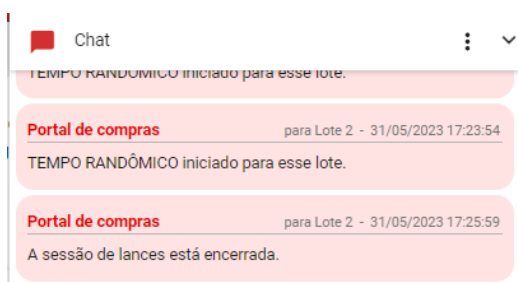 Chat
TEMPO RANDÔMICO iniciado para esse lote.
Portal de compras para Lote 2 - 31/05/2023 17:23:54
TEMPO RANDÔMICO iniciado para esse lote.
Portal de compras para Lote 2 - 31/05/2023 17:25:59
A sessão de lances está encerrada.